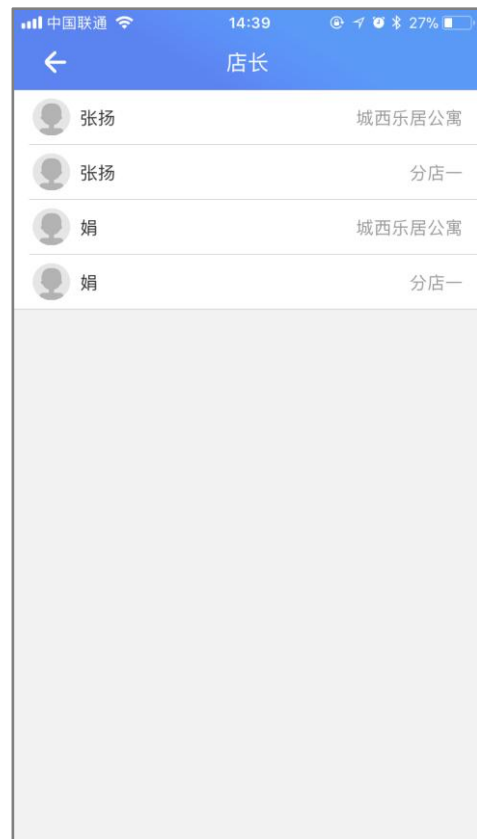 中国联通 14:39 27%
店长
张扬 城西乐居公寓
张扬 分店一
娟 城西乐居公寓
娟 分店一